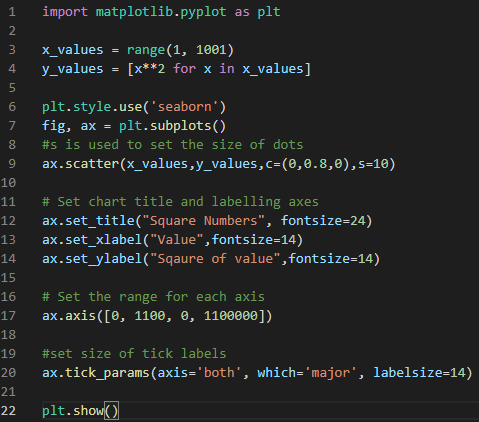 1 import matplotlib.pyplot as plt
2
3 x_values = range(1, 1001)
4 y_values = [x**2 for x in x_values]
5
6 plt.style.use('seaborn')
7 fig, ax = plt.subplots()
8 #s is used to set the size of dots
9 ax.scatter(x_values,y_values,c=(0,0.8,0),s=10)
10
11 # Set chart title and labelling axes
12 ax.set_title("Square Numbers", fontsize=24)
13 ax.set_xlabel("Value",fontsize=14)
14 ax.set_ylabel("Sqaure of value",fontsize=14)
15
16 # Set the range for each axis
17 ax.axis([0, 1100, 0, 1100000])
18
19 #set size of tick labels
20 ax.tick_params(axis='both', which='major', labelsize=14)
21
22 plt.show()